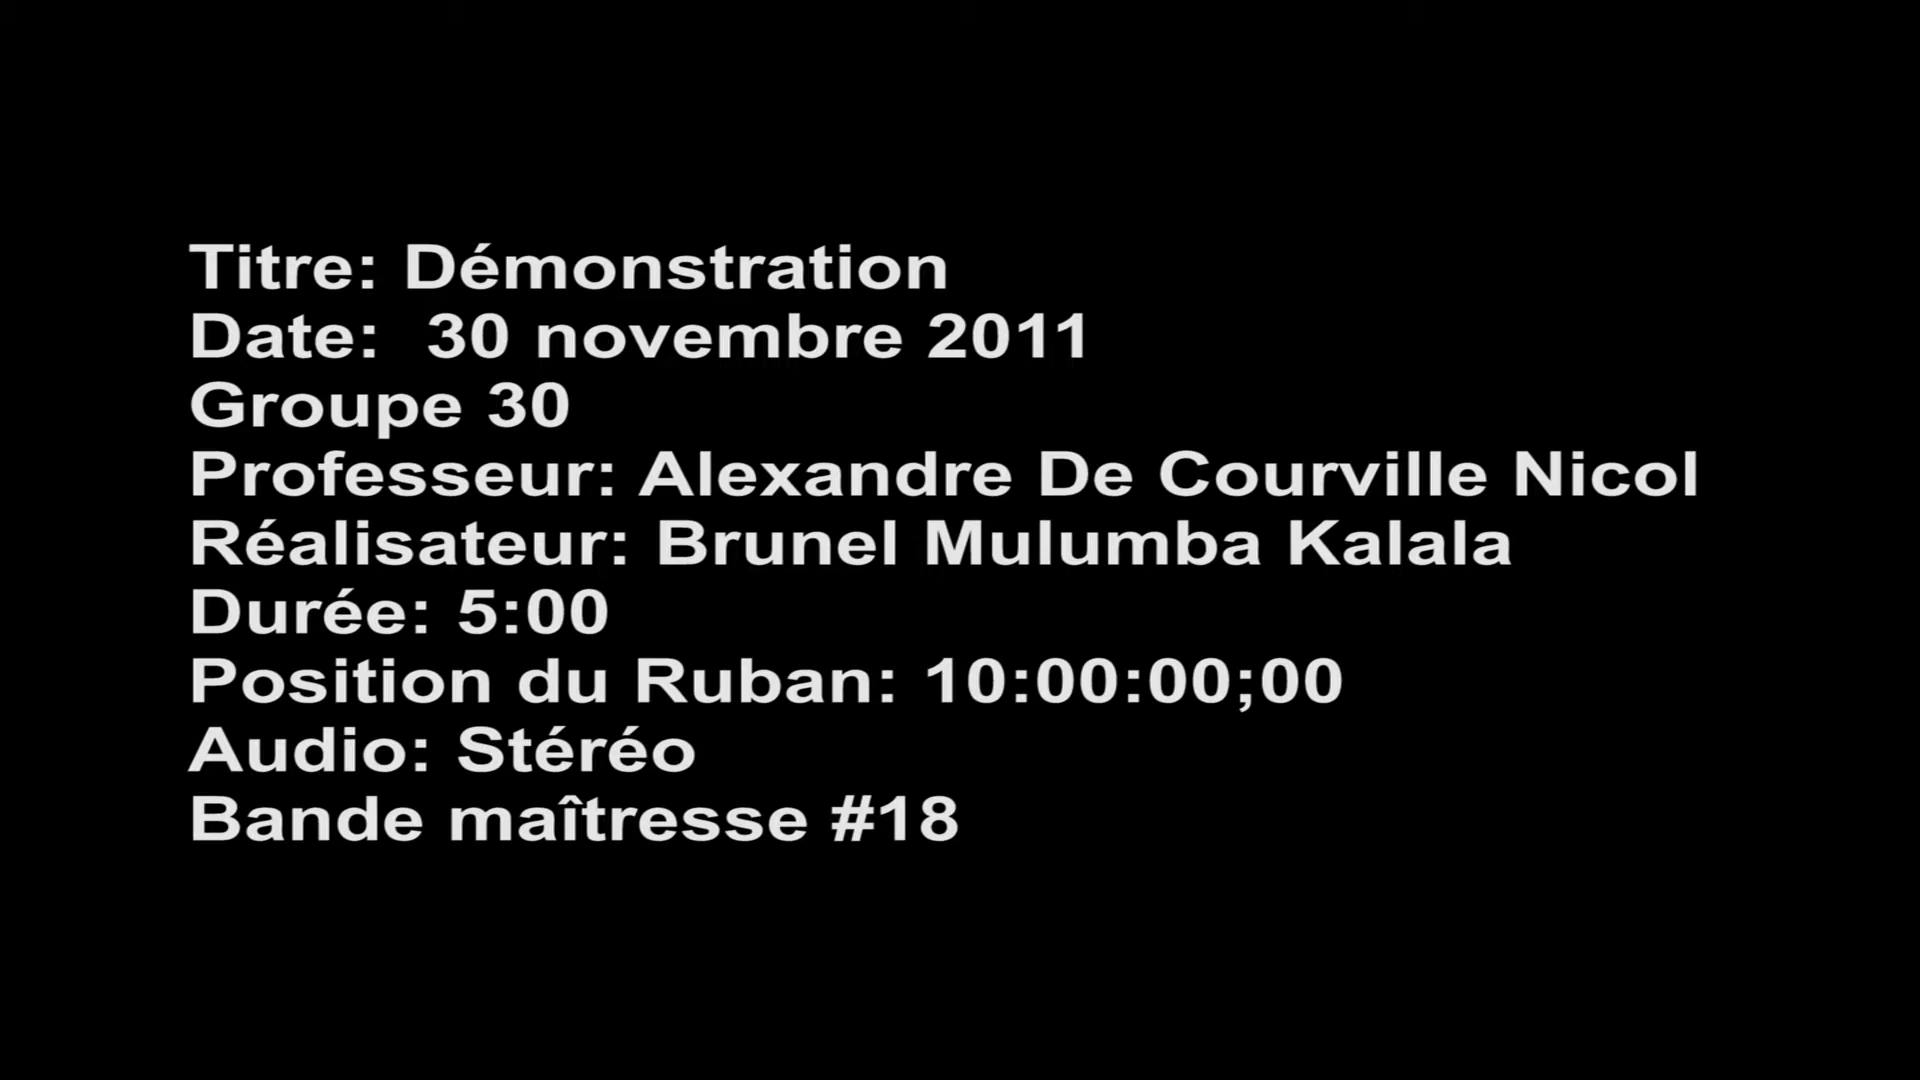 Titre: Démonstration
Date:  30 novembre 2011
Groupe 30
Professeur: Alexandre De Courville Nicol
Réalisateur: Brunel Mulumba Kalala
Durée: 5:00
Position du Ruban: 10:00:00;00
Audio: Stéréo
Bande maîtresse #18